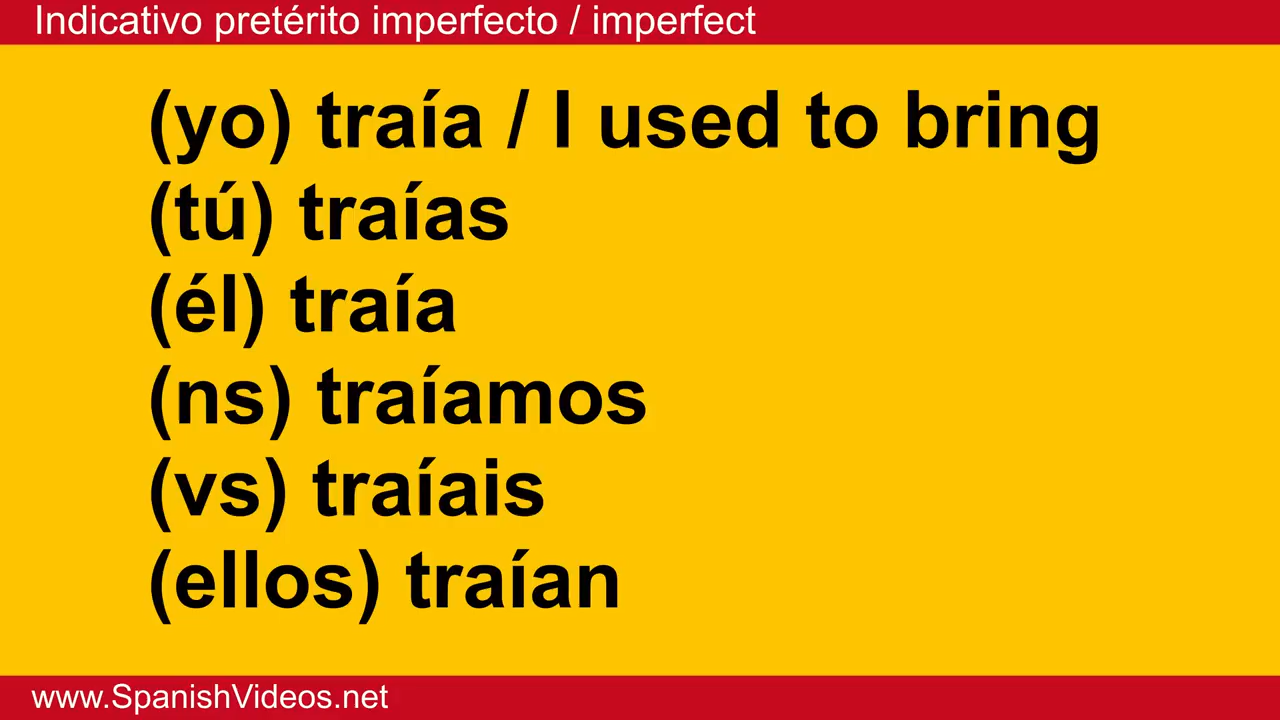 Indicativo pretérito imperfecto / imperfect
(yo) traía / I used to bring
(tú) traías
(él) traía
(ns) traíamos
(vs) traíais
(ellos) traían
www.SpanishVideos.net